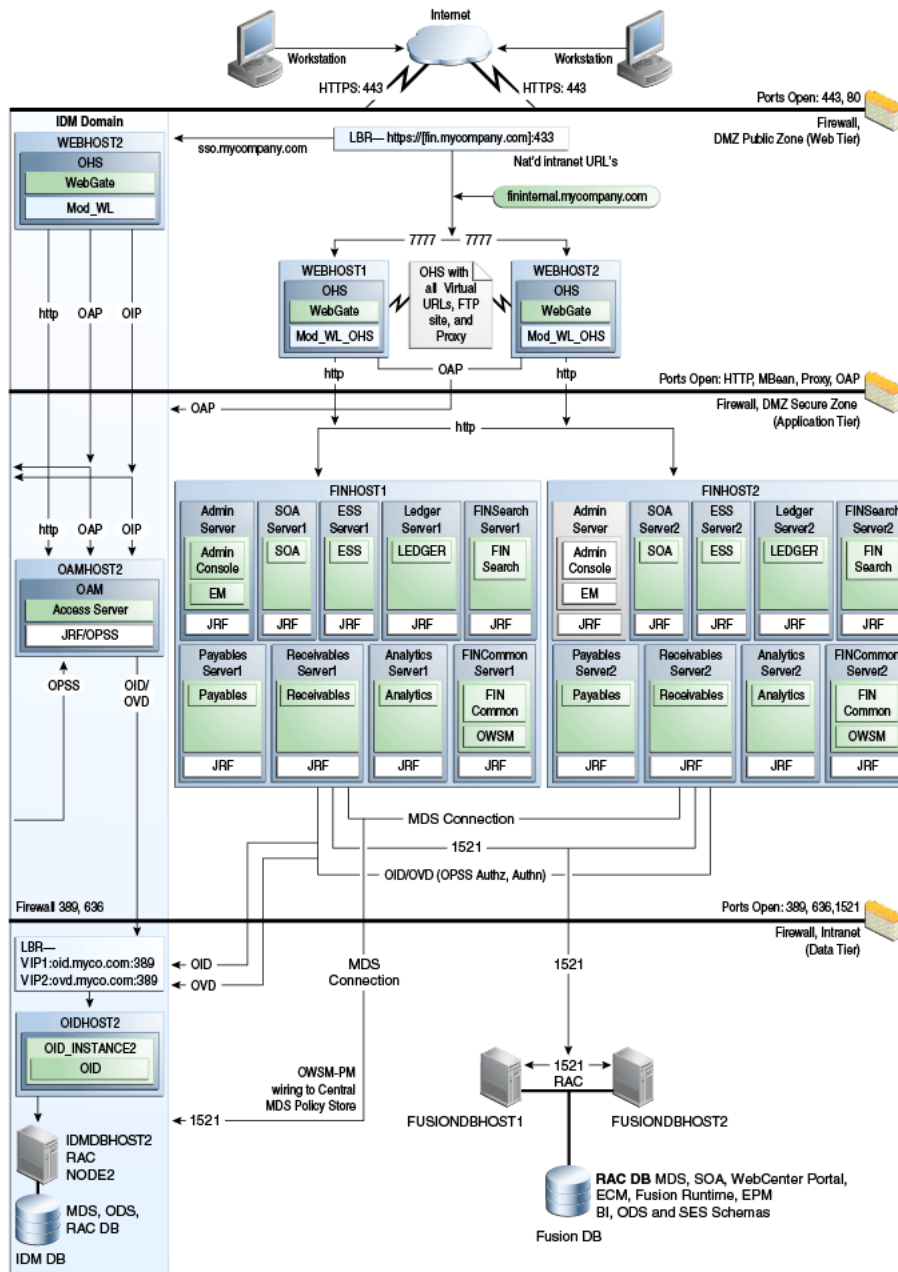 Internet
Workstation
Workstation
HTTPS: 443
HTTPS: 443
Ports Open: 443, 80
Firewall,
DMZ Public Zone (Web Tier)
IDM Domain
WEBHOST2
OHS
WebGate
Mod_WL
sso.mycompany.com
LBR— https://[fin.mycompany.com]:433
Nat'd intranet URL's
fininternal.mycompany.com
7777
7777
WEBHOST1
OHS
WebGate
Mod_WL_OHS
OHS with
all Virtual
URLs, FTP
site, and
Proxy
WEBHOST2
OHS
WebGate
Mod_WL_OHS
http
OAP
OIP
http
OAP
http
Ports Open: HTTP, MBean, Proxy, OAP
Firewall, DMZ Secure Zone
(Application Tier)
OAP
http
http
OAP
OIP
FINHOST1
Admin
Server
Admin
Console
EM
JRF
SOA
Server1
SOA
JRF
ESS
Server1
ESS
JRF
Ledger
Server1
LEDGER
JRF
FINSearch
Server1
FIN
Search
JRF
Payables
Server1
Payables
JRF
Receivables
Server1
Receivables
JRF
Analytics
Server1
Analytics
JRF
FINCommon
Server1
FIN
Common
OWSM
JRF
FINHOST2
Admin
Server
Admin
Console
EM
JRF
SOA
Server2
SOA
JRF
ESS
Server2
ESS
JRF
Ledger
Server2
LEDGER
JRF
FINSearch
Server2
FIN
Search
JRF
Payables
Server2
Payables
JRF
Receivables
Server2
Receivables
JRF
Analytics
Server2
Analytics
JRF
FINCommon
Server2
FIN
Common
OWSM
JRF
OAMHOST2
OAM
Access Server
JRF/OPSS
OPSS
OID/
OVD
MDS Connection
1521
OID/OVD (OPSS Authz, Authn)
Firewall 389, 636
Ports Open: 389, 636,1521
Firewall, Intranet
(Data Tier)
LBR—
VIP1:oid.myco.com:389
VIP2:ovd.myco.com:389
OID
OVD
MDS
Connection
1521
OIDHOST2
OID_INSTANCE2
OID
OWSM-PM
wiring to Central
MDS Policy Store
1521
1521
RAC
FUSIONDBHOST1
FUSIONDBHOST2
IDMDBHOST2
RAC
NODE2
MDS, ODS,
RAC DB
IDM DB
RAC DB MDS, SOA, WebCenter Portal,
ECM, Fusion Runtime, EPM
BI, ODS and SES Schemas
Fusion DB